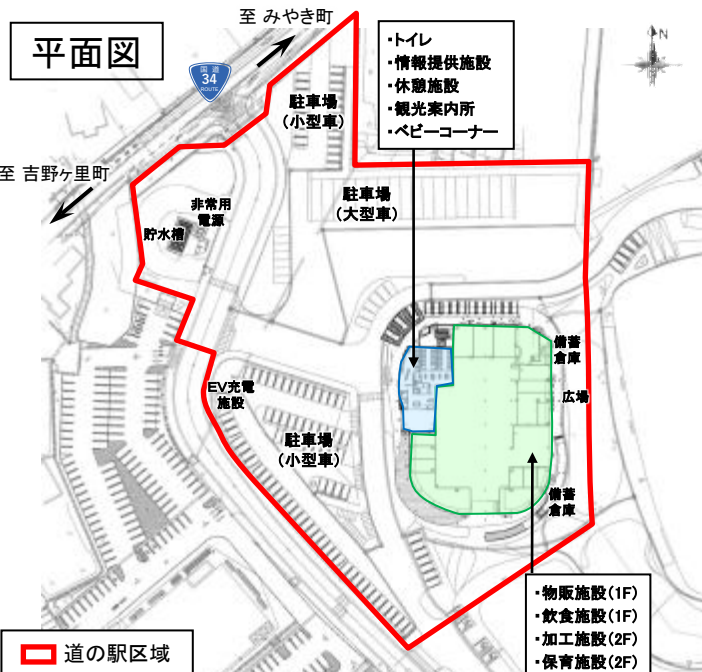 至 みやき町
平面図
国道
34
ROUTE
N
・トイレ
・情報提供施設
・休憩施設
・観光案内所
・ベビーコーナー
駐車場
(小型車)
至 吉野ヶ里町
駐車場
(大型車)
非常用
電源
貯水槽
備蓄
倉庫
広場
EV充電
施設
駐車場
(小型車)
備蓄
倉庫
・物販施設(1F)
・飲食施設(1F)
・加工施設(2F)
・保育施設(2F)
道の駅区域